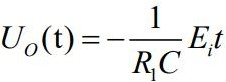 U_O(t) = -\frac{1}{R_1 C} E_i t